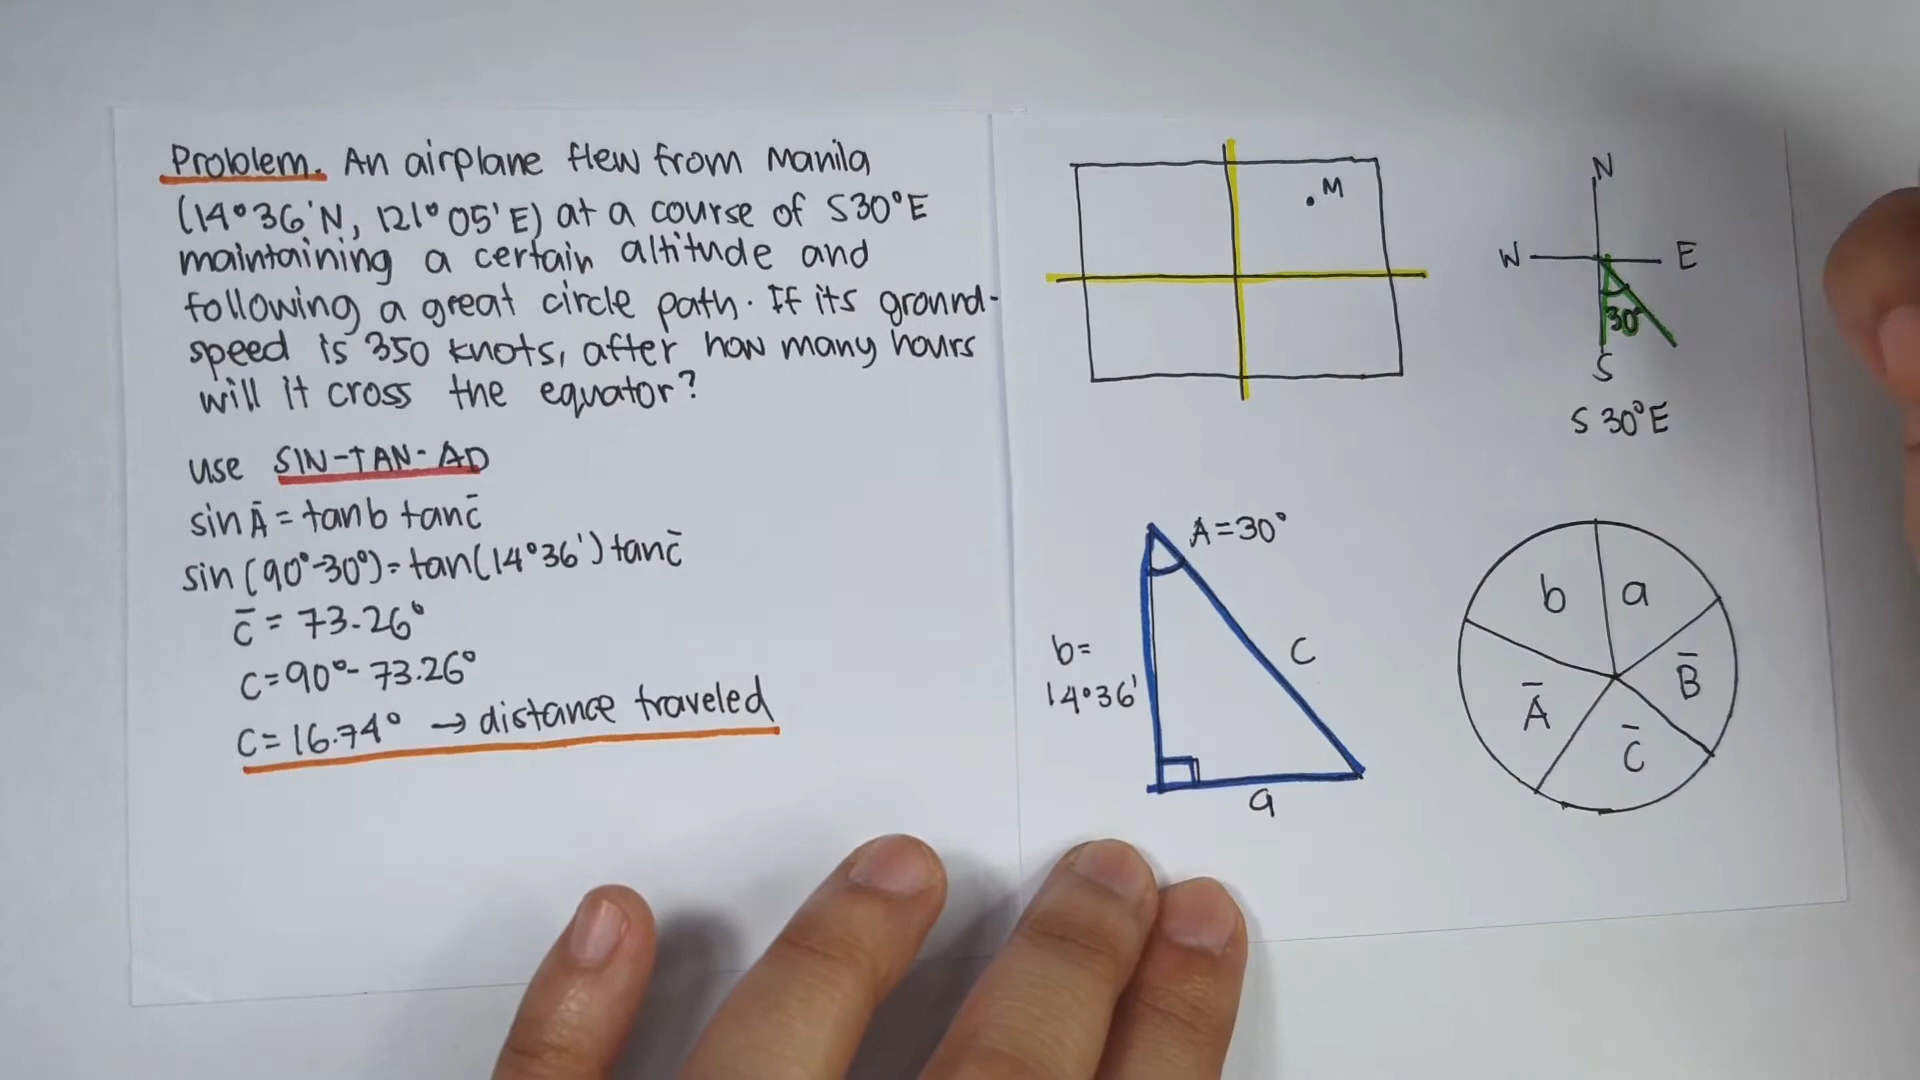 Problem. An airplane flew from Manila
(14°36'N, 121°05'E) at a course of S30°E
maintaining a certain altitude and
following a great circle path. If its ground-
speed is 350 knots, after how many hours
will it cross the equator?
use SIN-TAN-AD
sin Ā = tan b tan c̄
sin (90°-30°) = tan(14°36') tan c̄
c̄ = 73.26°
c = 90° - 73.26°
c = 16.74° → distance traveled
M
N
W E
30°
S
S 30° E
A = 30°
b =
14°36'
c
a
b a
Ā B̄
c̄